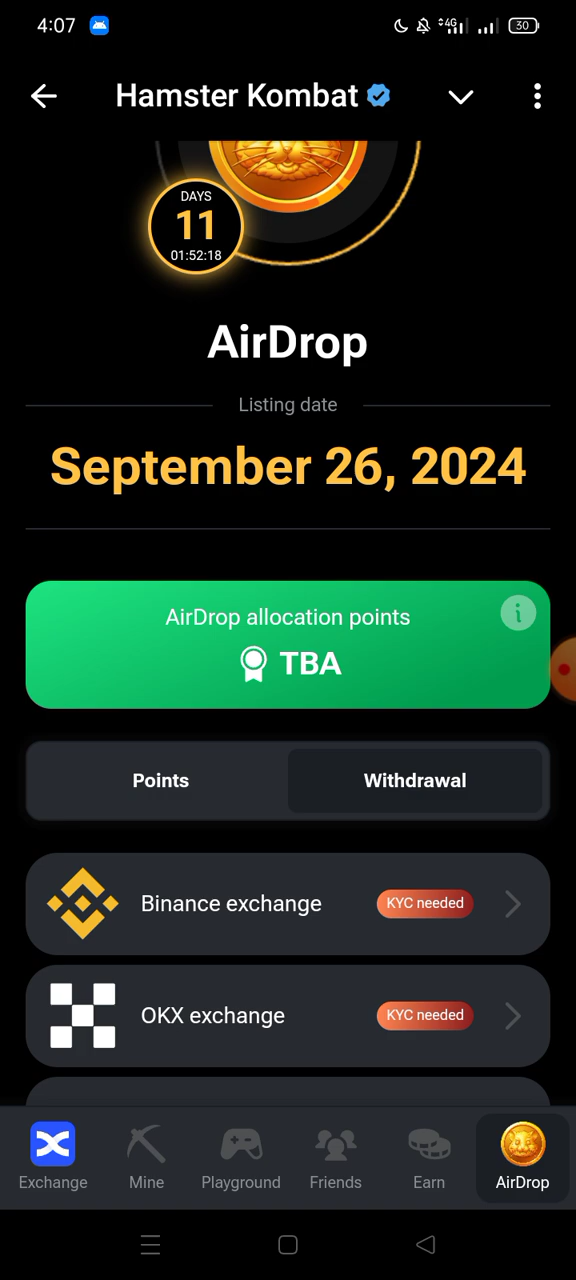 4:07
4G
30
Hamster Kombat
DAYS
11
01:52:18
AirDrop
Listing date
September 26, 2024
AirDrop allocation points
i
TBA
Points
Withdrawal
Binance exchange
KYC needed
OKX exchange
KYC needed
Exchange
Mine
Playground
Friends
Earn
AirDrop